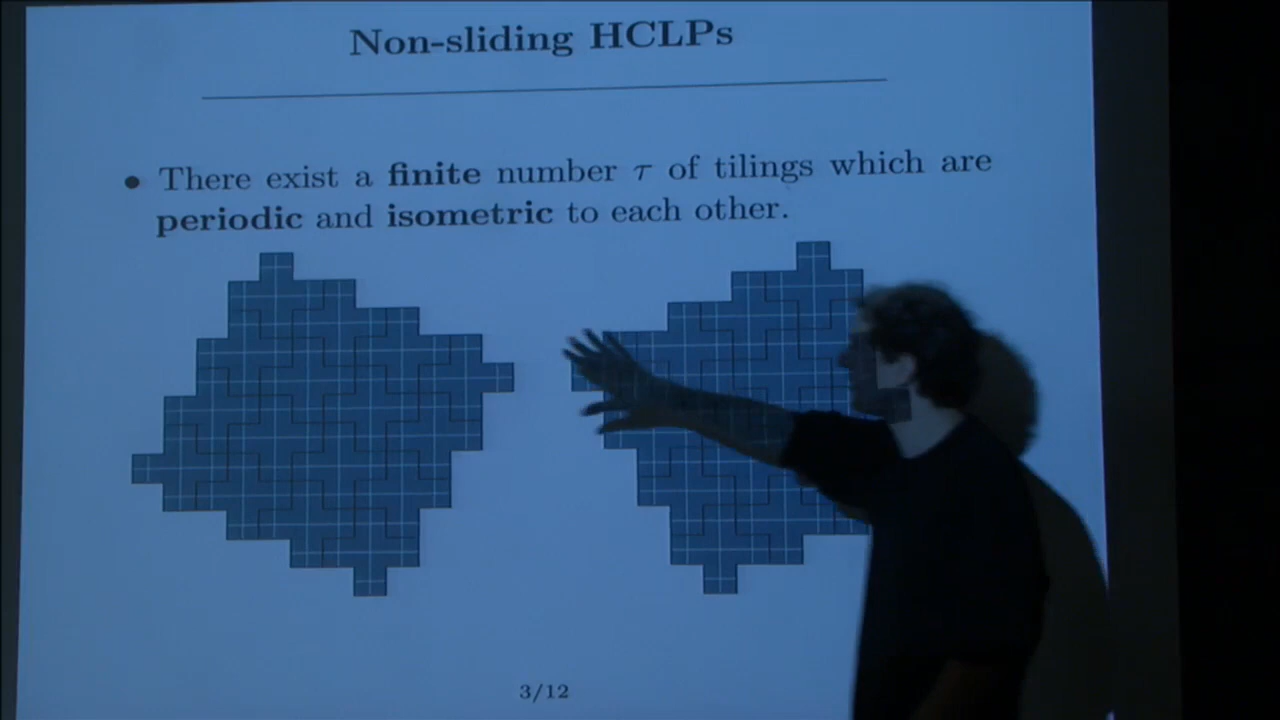 Non-sliding HCLPs
• There exist a finite number τ of tilings which are
periodic and isometric to each other.
3/12